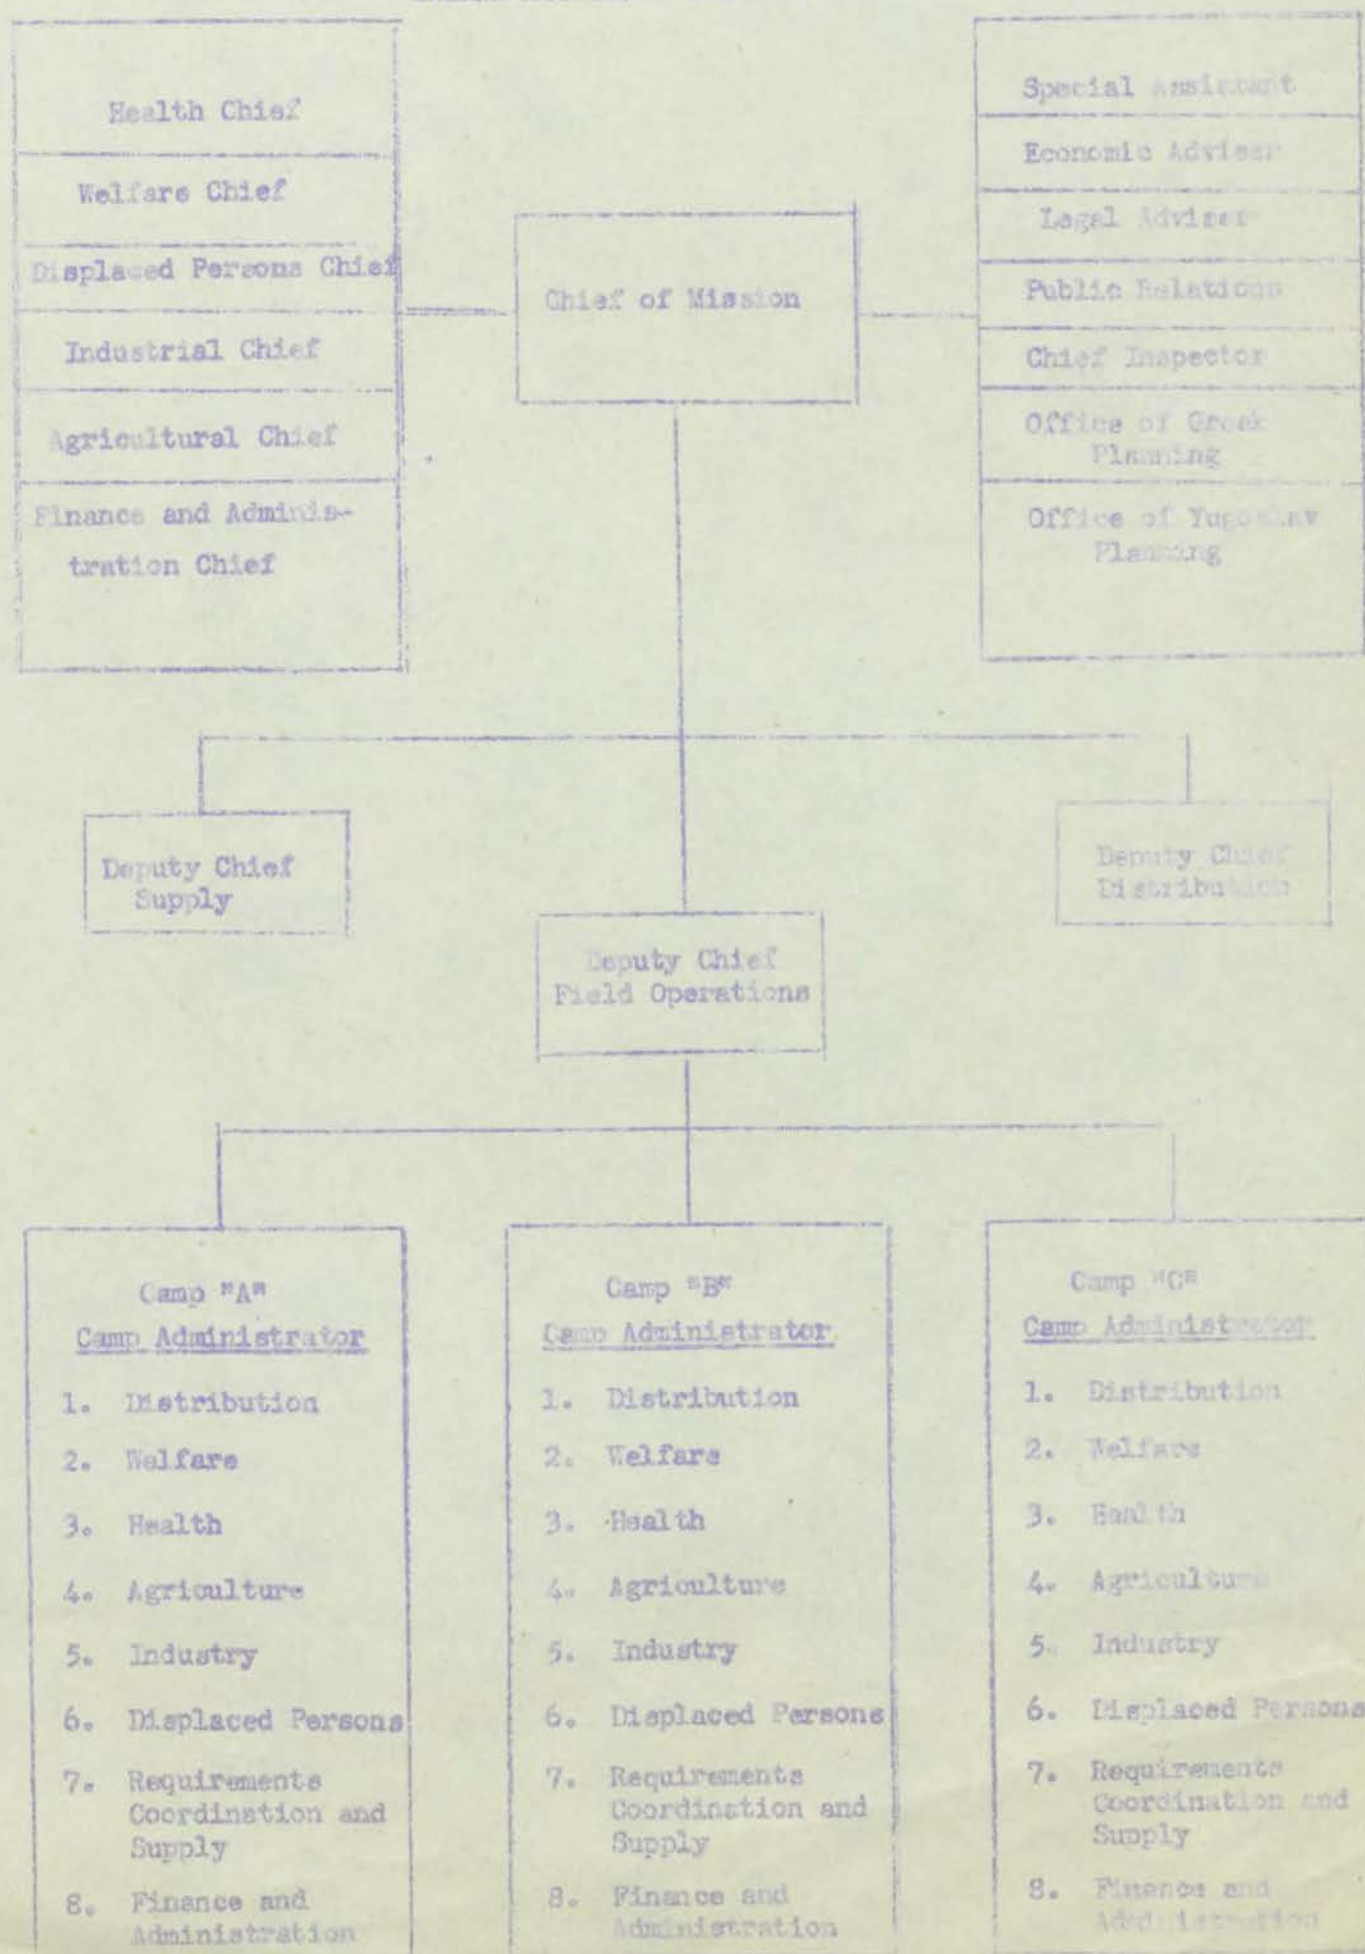 Health Chief
Welfare Chief
Displaced Persons Chief
Industrial Chief
Agricultural Chief
Finance and Adminis-
tration Chief
Chief of Mission
Special Assistant
Economic Adviser
Legal Adviser
Public Relations
Chief Inspector
Office of Greek
Planning
Office of Yugoslav
Planning
Deputy Chief
Supply
Deputy Chief
Field Operations
Deputy Chief
Distribution
Camp "A"
Camp Administrator
1. Distribution
2. Welfare
3. Health
4. Agriculture
5. Industry
6. Displaced Persons
7. Requirements
Coordination and
Supply
8. Finance and
Administration
Camp "B"
Camp Administrator
1. Distribution
2. Welfare
3. Health
4. Agriculture
5. Industry
6. Displaced Persons
7. Requirements
Coordination and
Supply
8. Finance and
Administration
Camp "C"
Camp Administrator
1. Distribution
2. Welfare
3. Health
4. Agriculture
5. Industry
6. Displaced Persons
7. Requirements
Coordination and
Supply
8. Finance and
Administration